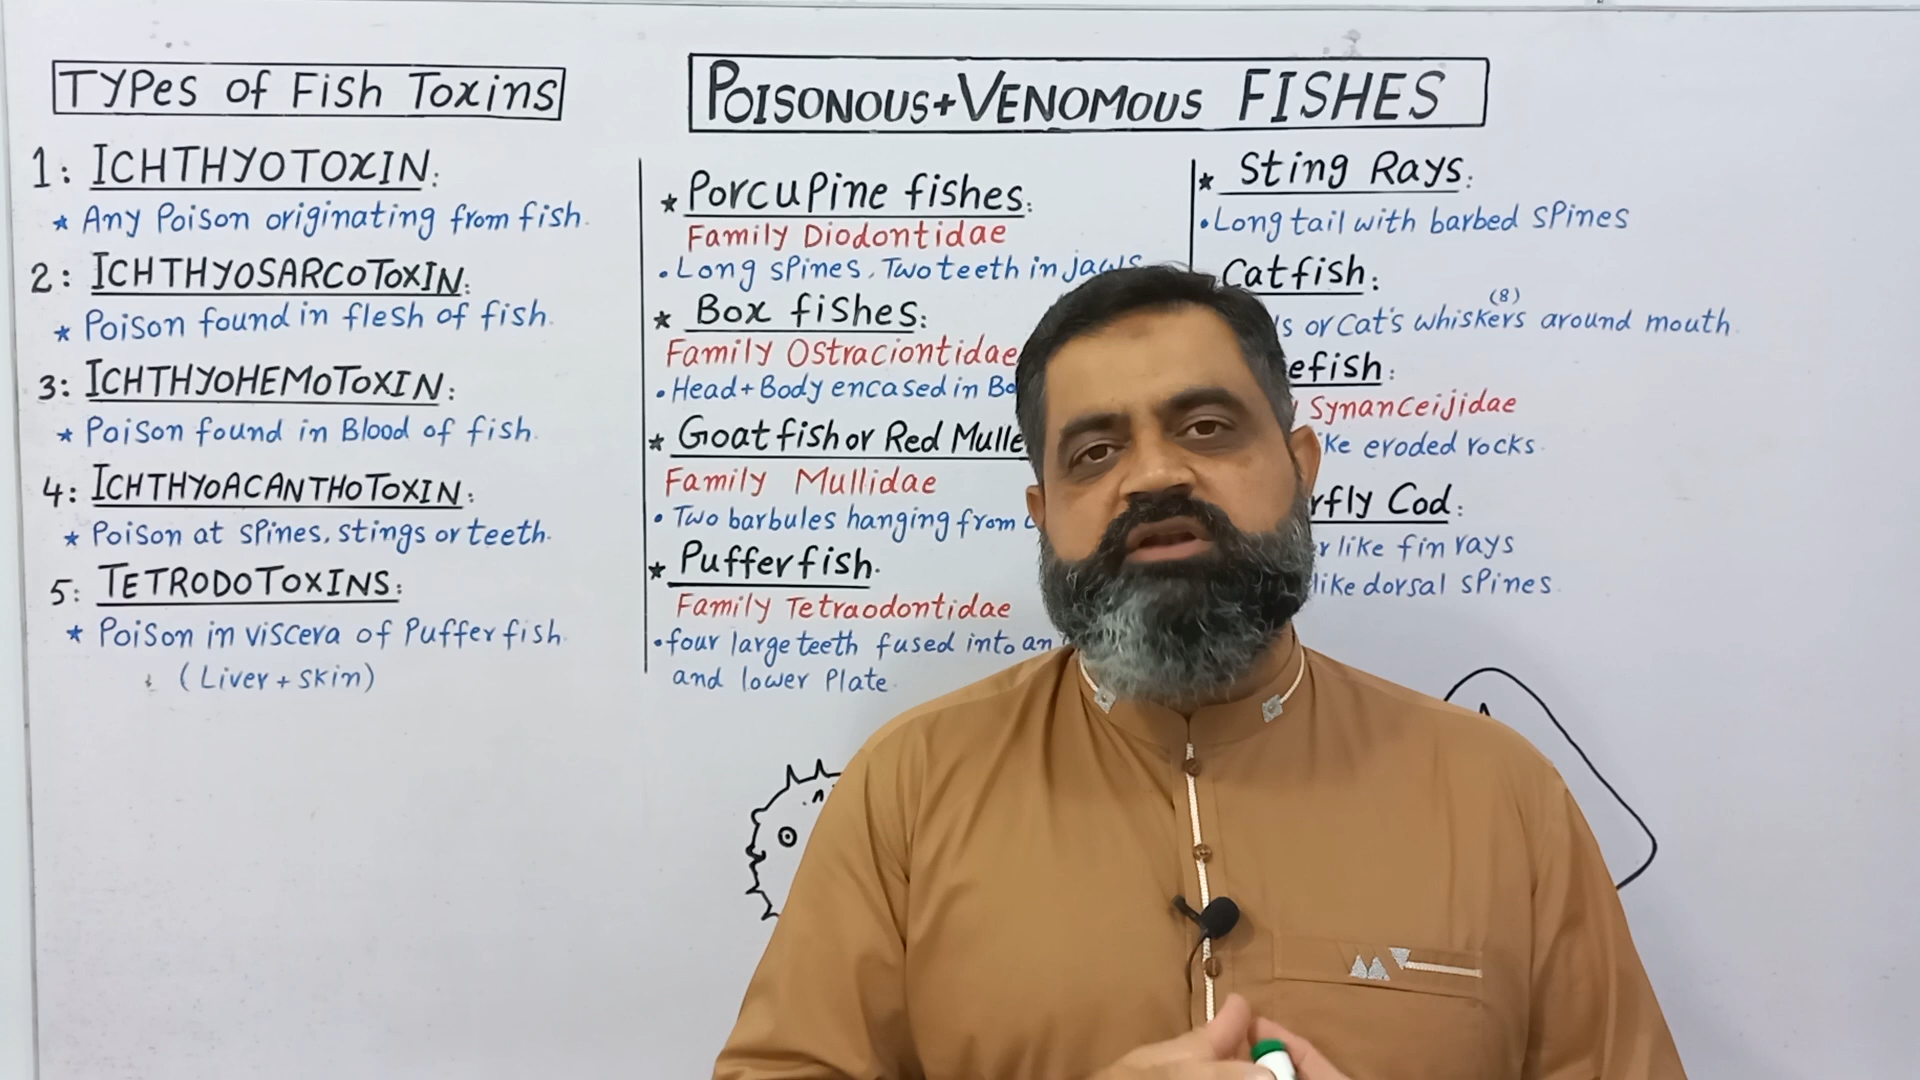 Types of Fish Toxins
1: ICHTHYOTOXIN:
* Any Poison originating from fish.
2: ICHTHYOSARCOTOXIN:
* Poison found in flesh of fish.
3: ICHTHYOHEMOTOXIN:
* Poison found in Blood of fish.
4: ICHTHYOACANTHOTOXIN:
* Poison at spines, stings or teeth.
5: TETRODOTOXINS:
* Poison in viscera of Puffer fish.
(Liver + skin)
POISONOUS+VENOMOUS FISHES
* Porcupine fishes:
Family Diodontidae
• Long spines, Two teeth in jaws
* Box fishes:
Family Ostraciontidae
• Head + Body encased in
* Goat fish or Red
Family Mullidae
• Two barbules hanging from
* Puffer fish.
Family Tetraodontidae
• four large teeth fused into an
and lower Plate.
* Sting Rays:
• Long tail with barbed spines
Catfish:
(8)
or Cat's whiskers around mouth.
Synanceijidae
eroded rocks.
Cod:
like fin rays
like dorsal spines.